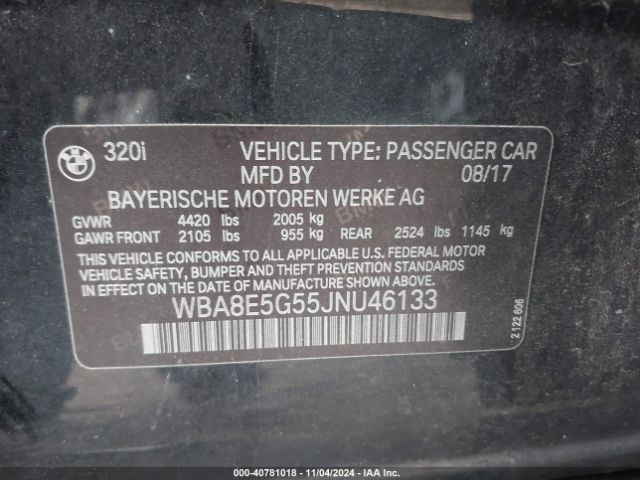 BMW
320i VEHICLE TYPE: PASSENGER CAR
MFD BY 08/17
BAYERISCHE MOTOREN WERKE AG
GVWR 4420 lbs 2005 kg
GAWR FRONT 2105 lbs 955 kg REAR 2524 lbs 1145 kg
THIS VEHICLE CONFORMS TO ALL APPLICABLE U.S. FEDERAL MOTOR
VEHICLE SAFETY, BUMPER AND THEFT PREVENTION STANDARDS
IN EFFECT ON THE DATE OF MANUFACTURE SHOWN ABOVE.
WBA8E5G55JNU46133
2 122 606
000-40781018 - 11/04/2024 - IAA Inc.